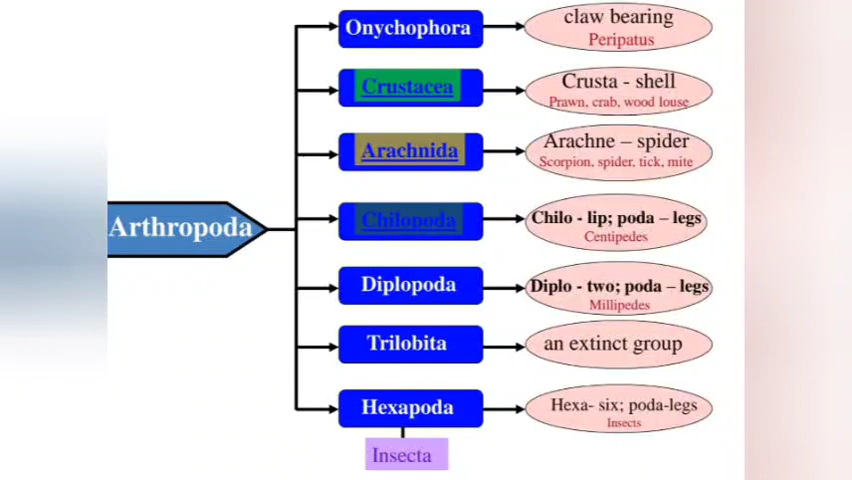 Arthropoda
Onychophora
claw bearing
Peripatus
Crustacea
Crusta - shell
Prawn, crab, wood louse
Arachnida
Arachne – spider
Scorpion, spider, tick, mite
Chilopoda
Chilo - lip; poda – legs
Centipedes
Diplopoda
Diplo - two; poda – legs
Millipedes
Trilobita
an extinct group
Hexapoda
Hexa- six; poda-legs
Insects
Insecta